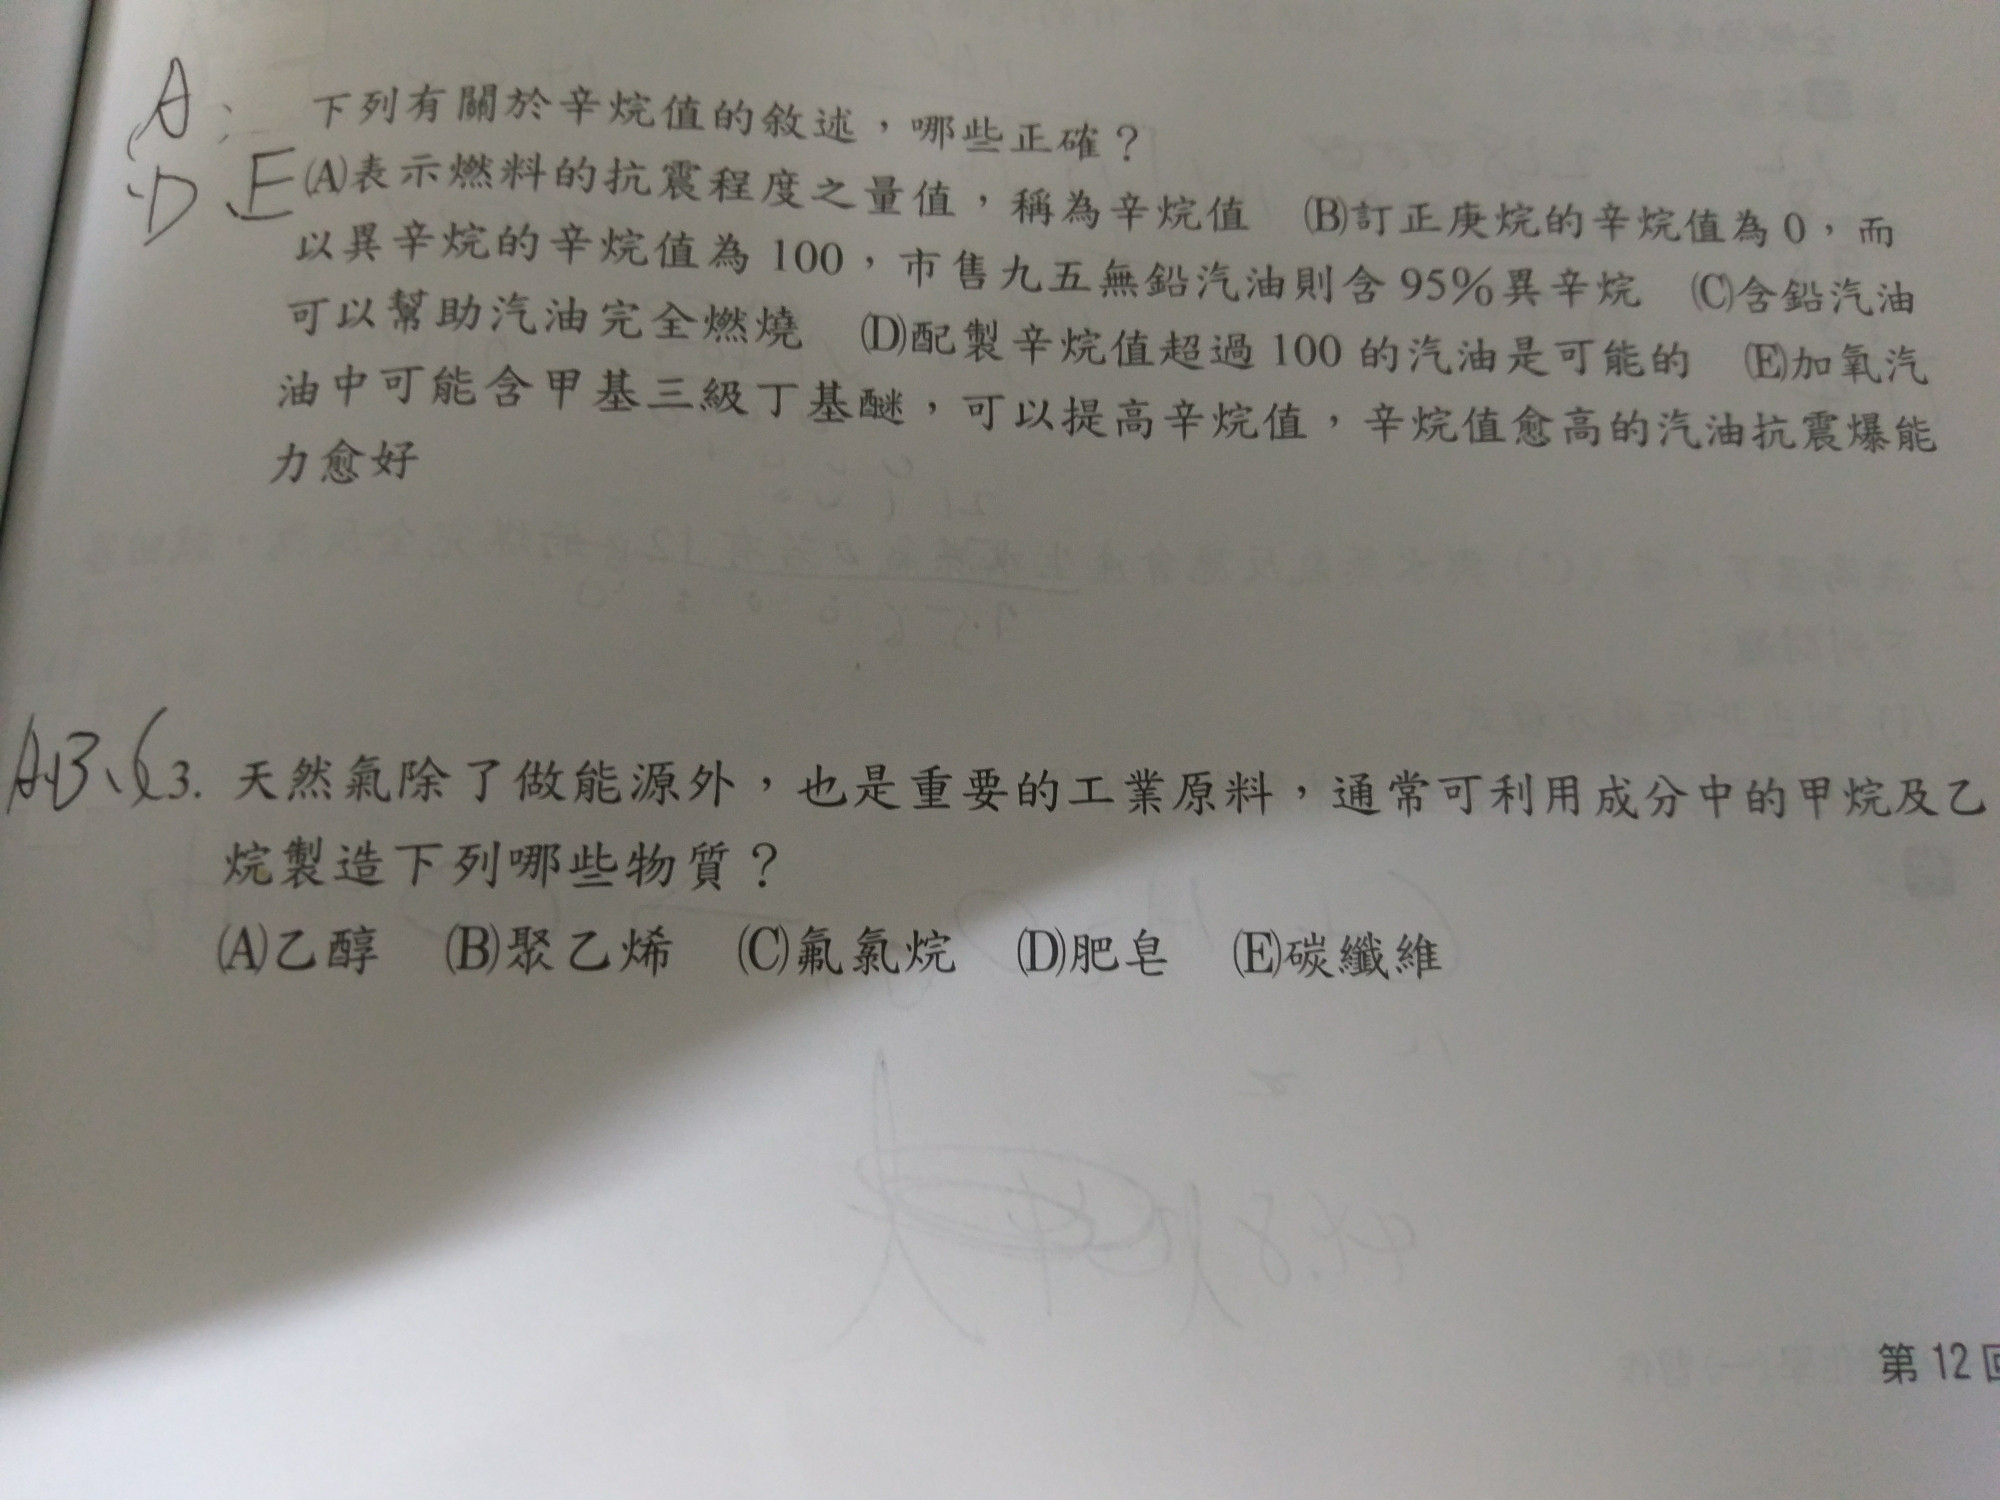 A、
D、E
下列有關於辛烷值的敘述，哪些正確？
(A)表示燃料的抗震程度之量值，稱為辛烷值　(B)訂正庚烷的辛烷值為0，而
以異辛烷的辛烷值為100，市售九五無鉛汽油則含95%異辛烷　(C)含鉛汽油
可以幫助汽油完全燃燒　(D)配製辛烷值超過100的汽油是可能的　(E)加氧汽
油中可能含甲基三級丁基醚，可以提高辛烷值，辛烷值愈高的汽油抗震爆能
力愈好
AB、C
3. 天然氣除了做能源外，也是重要的工業原料，通常可利用成分中的甲烷及乙
烷製造下列哪些物質？
(A)乙醇　(B)聚乙烯　(C)氟氯烷　(D)肥皂　(E)碳纖維
第12回